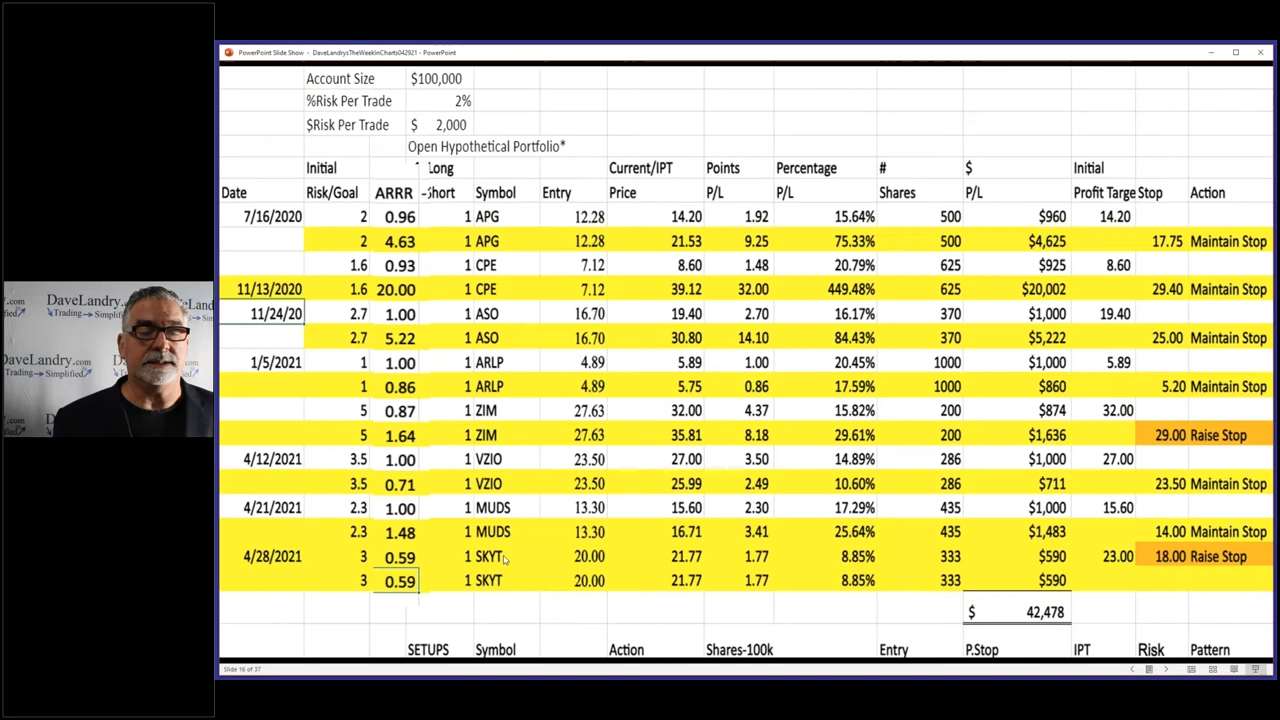 PowerPoint Slide Show - DaveLandrysTheWeekInCharts042921 - PowerPoint
Account Size $100,000
%Risk Per Trade 2%
$Risk Per Trade $ 2,000
Open Hypothetical Portfolio*
Initial Long Current/IPT Points Percentage # $ Initial
Date Risk/Goal ARRR -Short Symbol Entry Price P/L P/L Shares P/L Profit Targe Stop Action
7/16/2020 2 0.96 1 APG 12.28 14.20 1.92 15.64% 500 $960 14.20
2 4.63 1 APG 12.28 21.53 9.25 75.33% 500 $4,625 17.75 Maintain Stop
1.6 0.93 1 CPE 7.12 8.60 1.48 20.79% 625 $925 8.60
11/13/2020 1.6 20.00 1 CPE 7.12 39.12 32.00 449.48% 625 $20,002 29.40 Maintain Stop
11/24/20 2.7 1.00 1 ASO 16.70 19.40 2.70 16.17% 370 $1,000 19.40
2.7 5.22 1 ASO 16.70 30.80 14.10 84.43% 370 $5,222 25.00 Maintain Stop
1/5/2021 1 1.00 1 ARLP 4.89 5.89 1.00 20.45% 1000 $1,000 5.89
1 0.86 1 ARLP 4.89 5.75 0.86 17.59% 1000 $860 5.20 Maintain Stop
5 0.87 1 ZIM 27.63 32.00 4.37 15.82% 200 $874 32.00
5 1.64 1 ZIM 27.63 35.81 8.18 29.61% 200 $1,636 29.00 Raise Stop
4/12/2021 3.5 1.00 1 VZIO 23.50 27.00 3.50 14.89% 286 $1,000 27.00
3.5 0.71 1 VZIO 23.50 25.99 2.49 10.60% 286 $711 23.50 Maintain Stop
4/21/2021 2.3 1.00 1 MUDS 13.30 15.60 2.30 17.29% 435 $1,000 15.60
2.3 1.48 1 MUDS 13.30 16.71 3.41 25.64% 435 $1,483 14.00 Maintain Stop
4/28/2021 3 0.59 1 SKYT 20.00 21.77 1.77 8.85% 333 $590 23.00 18.00 Raise Stop
3 0.59 1 SKYT 20.00 21.77 1.77 8.85% 333 $590
$ 42,478
SETUPS Symbol Action Shares-100k Entry P.Stop IPT Risk Pattern
Slide 16 of 37
DaveLandry.com
Trading Simplified